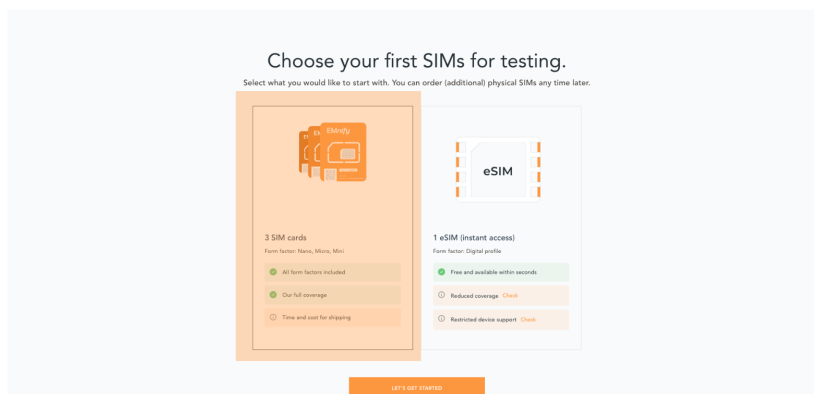 Choose your first SIMs for testing.
Select what you would like to start with. You can order (additional) physical SIMs any time later.
EMnify
eSIM
3 SIM cards
Form factor: Nano, Micro, Mini
All form factors included
Our full coverage
Time and cost for shipping
1 eSIM (instant access)
Form factor: Digital profile
Free and available within seconds
Reduced coverage Check
Restricted device support Check
LET'S GET STARTED